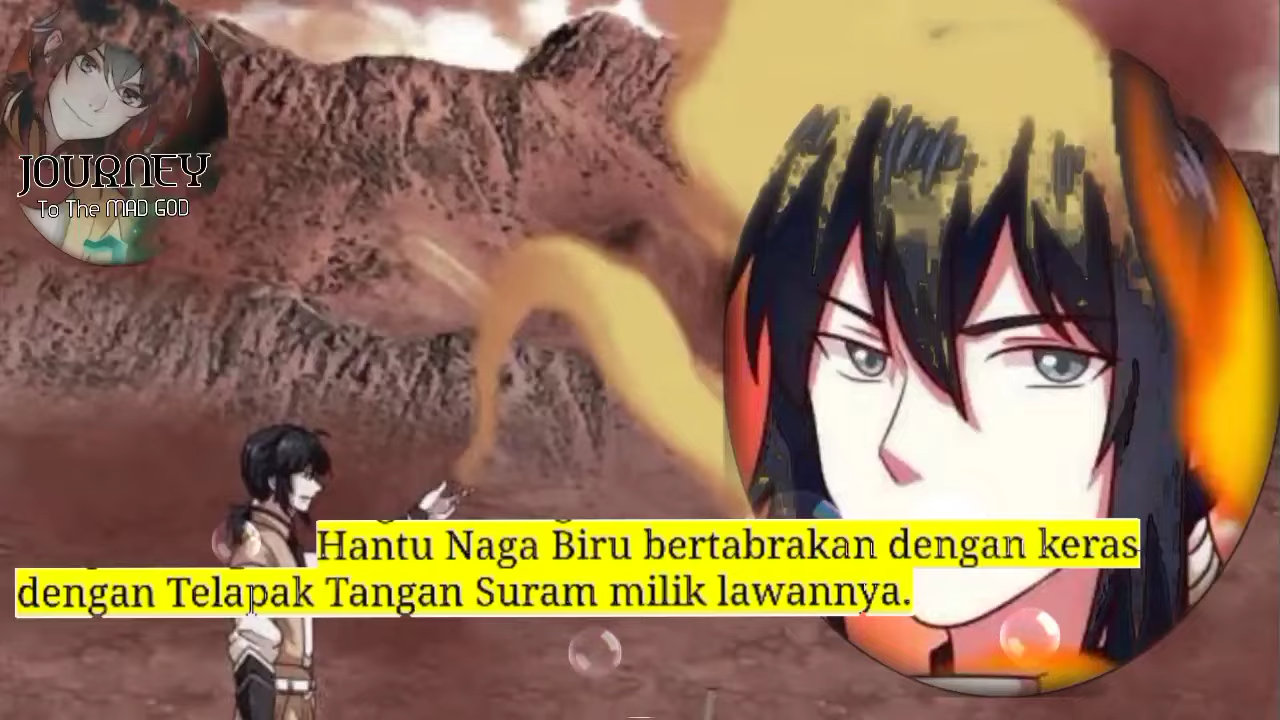 JOURNEY
To The MAD GOD
Hantu Naga Biru bertabrakan dengan keras
dengan Telapak Tangan Suram milik lawannya.